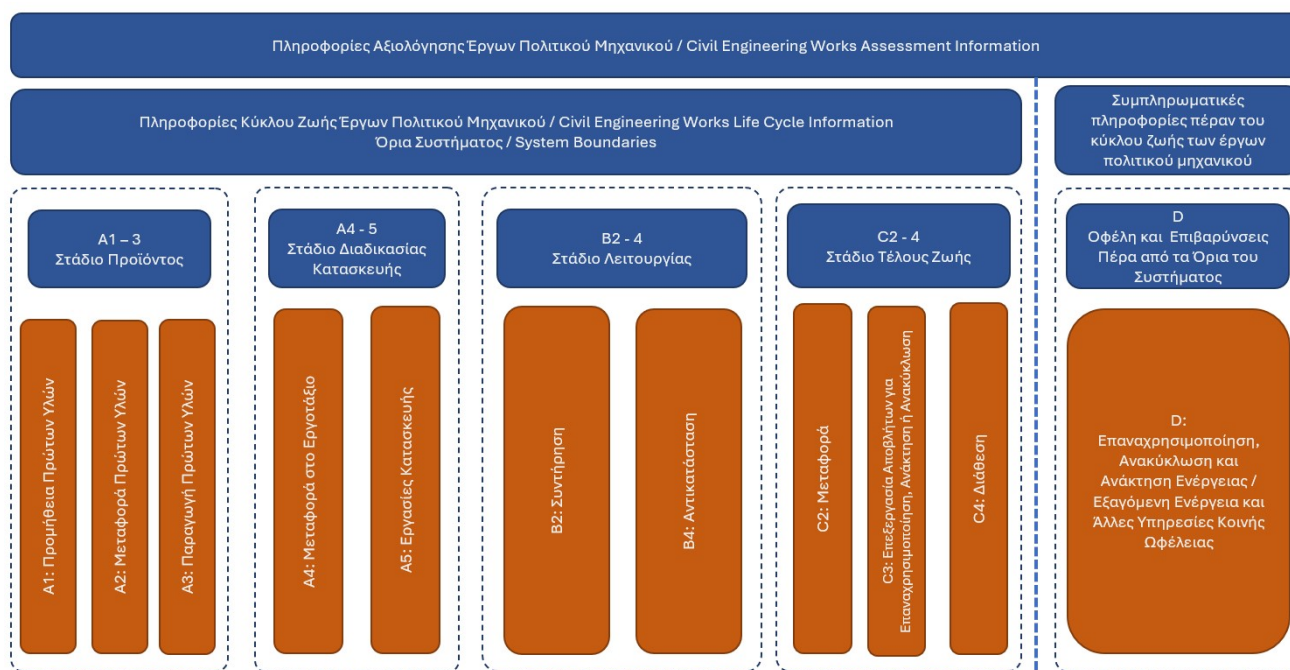 Πληροφορίες Αξιολόγησης Έργων Πολιτικού Μηχανικού / Civil Engineering Works Assessment Information
Πληροφορίες Κύκλου Ζωής Έργων Πολιτικού Μηχανικού / Civil Engineering Works Life Cycle Information
Όρια Συστήματος / System Boundaries
Συμπληρωματικές
πληροφορίες πέραν του
κύκλου ζωής των έργων
πολιτικού μηχανικού
A1 – 3
Στάδιο Προϊόντος
A1: Προμήθεια Πρώτων Υλών
A2: Μεταφορά Πρώτων Υλών
A3: Παραγωγή Πρώτων Υλών
A4 - 5
Στάδιο Διαδικασίας
Κατασκευής
A4: Μεταφορά στο Εργοτάξιο
A5: Εργασίες Κατασκευής
B2 - 4
Στάδιο Λειτουργίας
B2: Συντήρηση
B4: Αντικατάσταση
C2 - 4
Στάδιο Τέλους Ζωής
C2: Μεταφορά
C3: Επεξεργασία Αποβλήτων για
Επαναχρησιμοποίηση, Ανάκτηση ή Ανακύκλωση
C4: Διάθεση
D
Οφέλη και Επιβαρύνσεις
Πέρα από τα Όρια του
Συστήματος
D:
Επαναχρησιμοποίηση,
Ανακύκλωση και
Ανάκτηση Ενέργειας /
Εξαγόμενη Ενέργεια και
Άλλες Υπηρεσίες Κοινής
Ωφέλειας